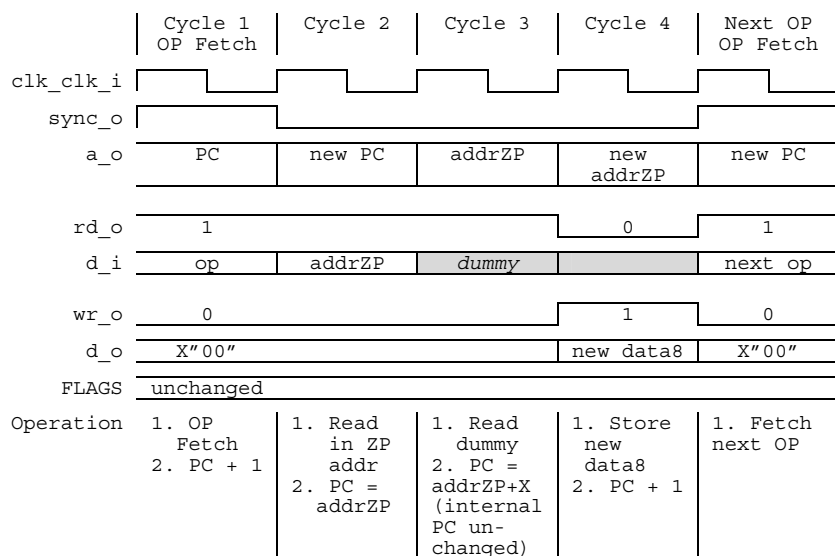 Cycle 1 Cycle 2 Cycle 3 Cycle 4 Next OP
OP Fetch OP Fetch
clk_clk_i
sync_o
a_o PC new PC addrZP new new PC
addrZP
rd_o 1 0 1
d_i op addrZP dummy next op
wr_o 0 1 0
d_o X"00" new data8 X"00"
FLAGS unchanged
Operation 1. OP 1. Read 1. Read 1. Store 1. Fetch
Fetch in ZP dummy new next OP
2. PC + 1 addr 2. PC = data8
2. PC = addrZP+X 2. PC + 1
addrZP (internal
PC un-
changed)